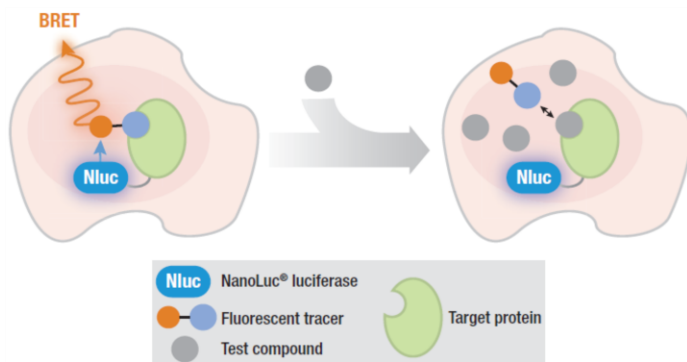 BRET
Nluc
Nluc
Nluc NanoLuc® luciferase
Fluorescent tracer
Target protein
Test compound